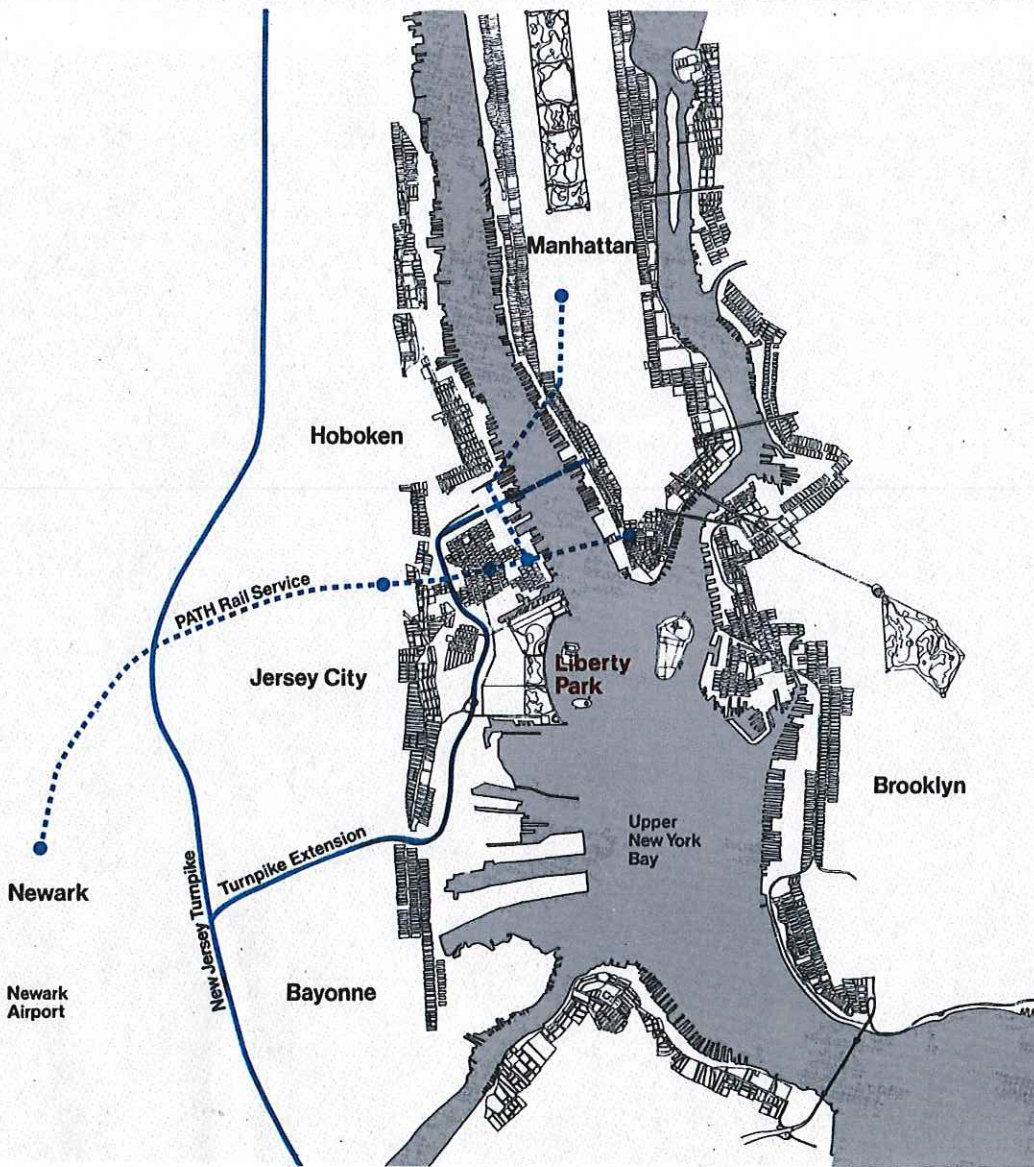 Manhattan
Hoboken
PATH Rail Service
Jersey City
Liberty
Park
Brooklyn
Upper
New York
Bay
Turnpike Extension
Newark
New Jersey Turnpike
Newark
Airport
Bayonne